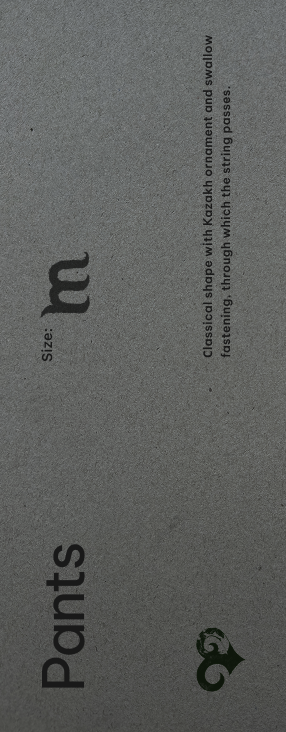 Pants
Size:
m
Classical shape with Kazakh ornament and swallow
fastening, through which the string passes.